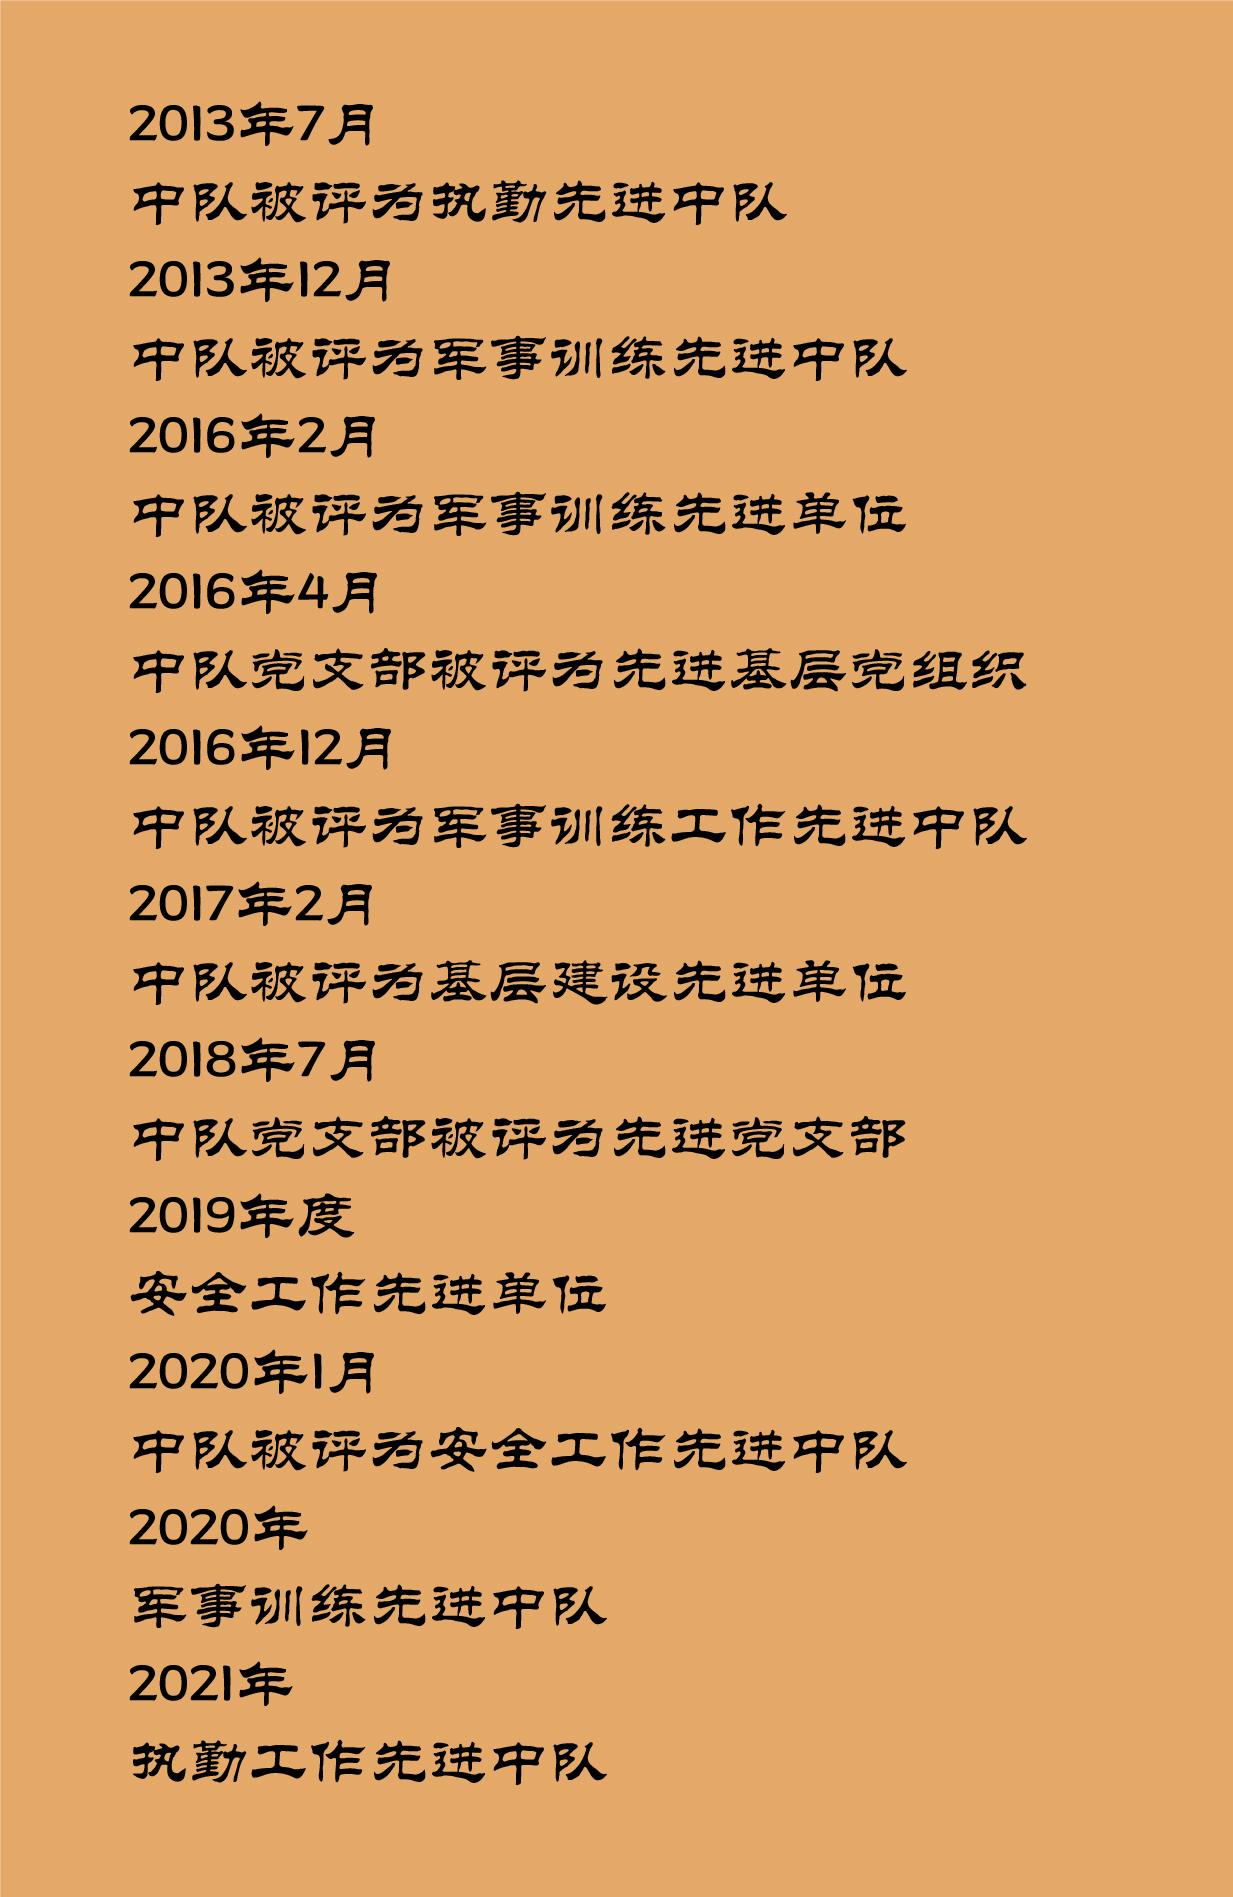 2013年7月
中队被评为执勤先进中队
2013年12月
中队被评为军事训练先进中队
2016年2月
中队被评为军事训练先进单位
2016年4月
中队党支部被评为先进基层党组织
2016年12月
中队被评为军事训练工作先进中队
2017年2月
中队被评为基层建设先进单位
2018年7月
中队党支部被评为先进党支部
2019年度
安全工作先进单位
2020年1月
中队被评为安全工作先进中队
2020年
军事训练先进中队
2021年
执勤工作先进中队